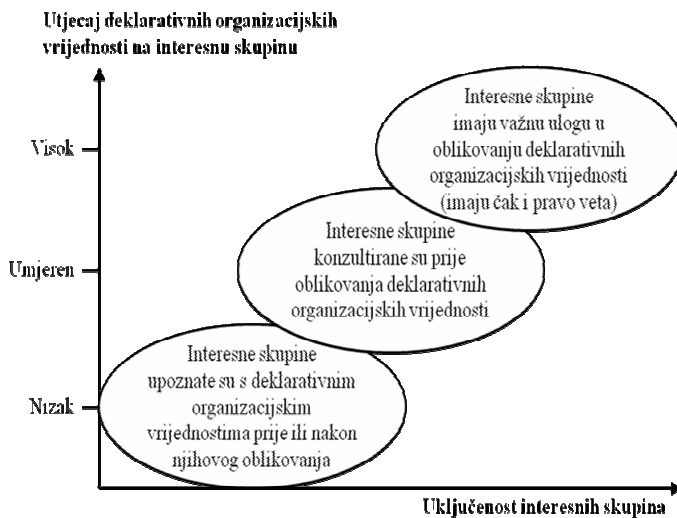 Utjecaj deklarativnih organizacijskih
vrijednosti na interesnu skupinu
Visok
Interesne skupine
imaju važnu ulogu u
oblikovanju deklarativnih
organizacijskih vrijednosti
(imaju čak i pravo veta)
Umjeren
Interesne skupine
konzultirane su prije
oblikovanja deklarativnih
organizacijskih vrijednosti
Nizak
Interesne skupine
upoznate su s deklarativnim
organizacijskim
vrijednostima prije ili nakon
njihovog oblikovanja
Uključenost interesnih skupina